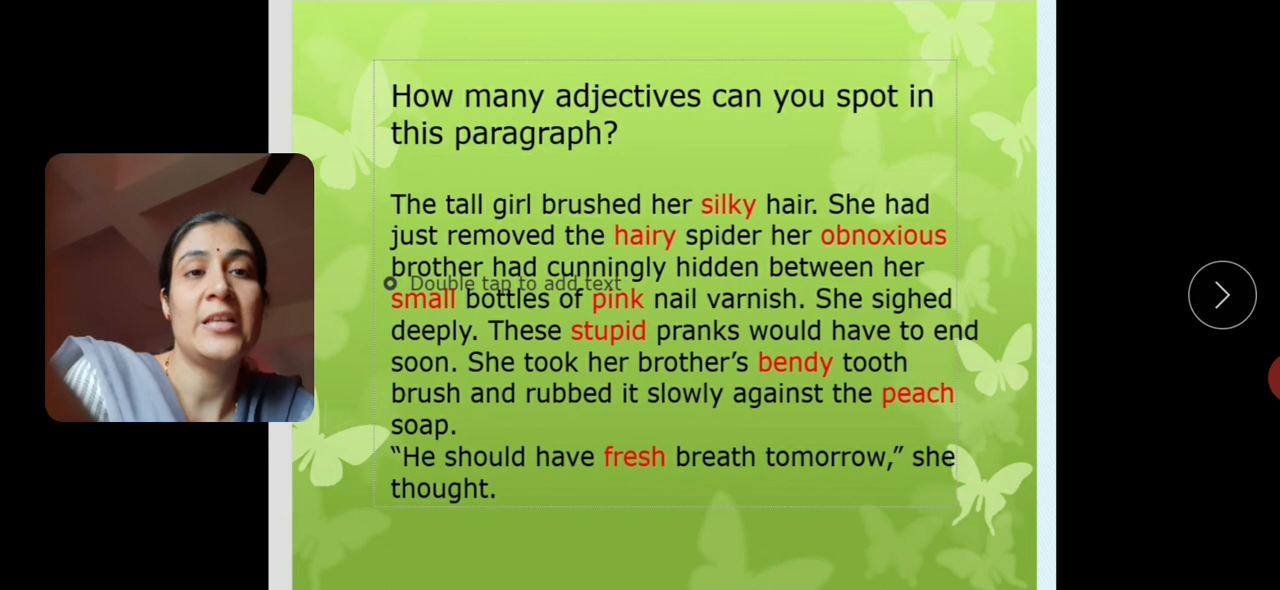 How many adjectives can you spot in
this paragraph?
The tall girl brushed her silky hair. She had
just removed the hairy spider her obnoxious
brother had cunningly hidden between her
Double tap to add text
small bottles of pink nail varnish. She sighed
deeply. These stupid pranks would have to end
soon. She took her brother’s bendy tooth
brush and rubbed it slowly against the peach
soap.
“He should have fresh breath tomorrow,” she
thought.